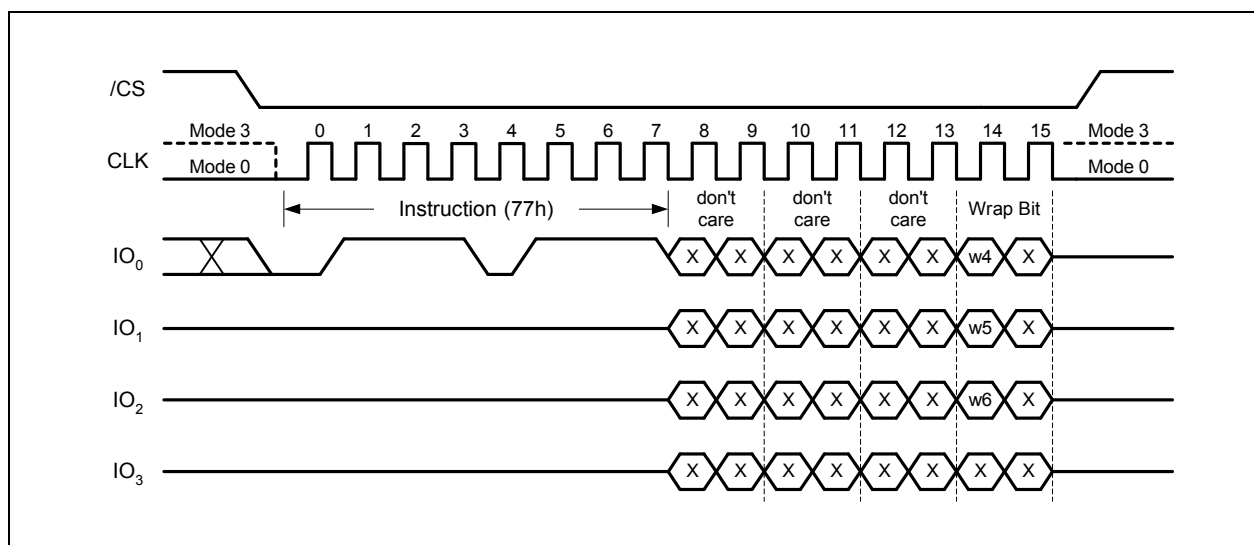 /CS
Mode 3 0 1 2 3 4 5 6 7 8 9 10 11 12 13 14 15 Mode 3
CLK Mode 0 Mode 0
Instruction (77h) don't care don't care don't care Wrap Bit
IO0 X X X X X X w4 X
IO1 X X X X X X w5 X
IO2 X X X X X X w6 X
IO3 X X X X X X X X